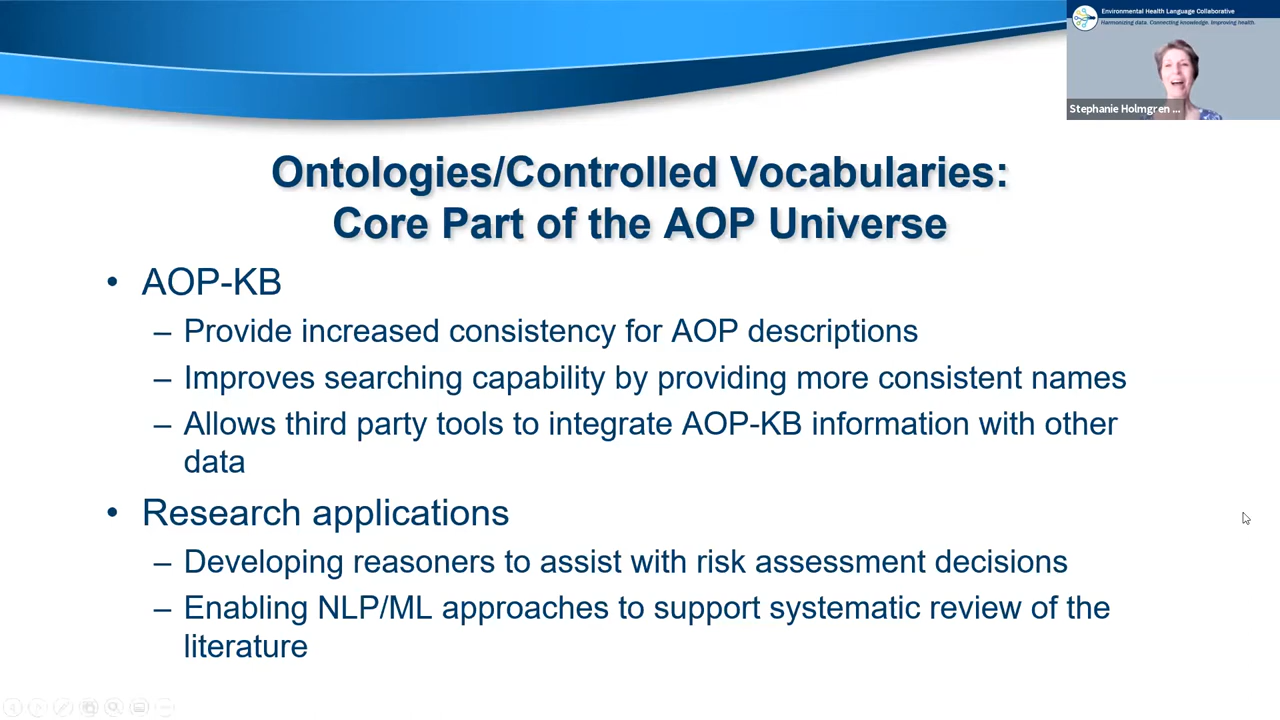 Environmental Health Language Collaborative
Harmonizing data. Connecting knowledge. Improving health.
Stephanie Holmgren ...
Ontologies/Controlled Vocabularies:
Core Part of the AOP Universe
• AOP-KB
– Provide increased consistency for AOP descriptions
– Improves searching capability by providing more consistent names
– Allows third party tools to integrate AOP-KB information with other
data
• Research applications
– Developing reasoners to assist with risk assessment decisions
– Enabling NLP/ML approaches to support systematic review of the
literature